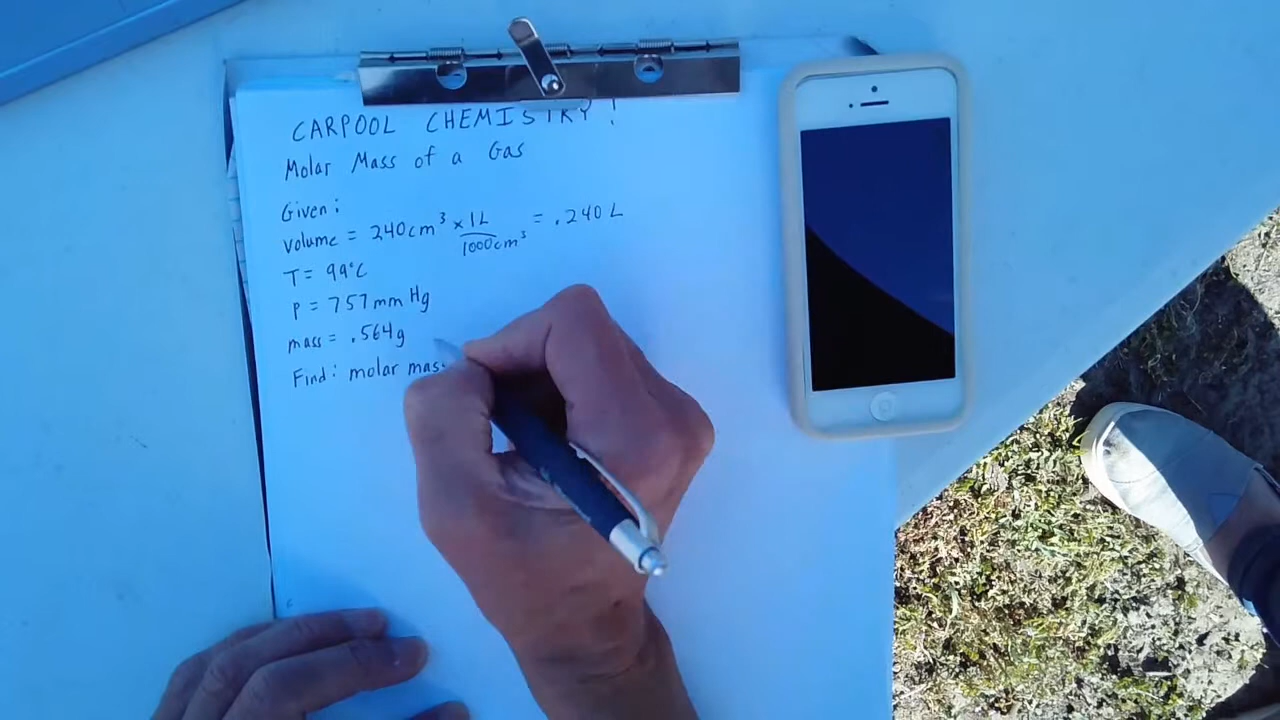 CARPOOL CHEMISTRY!
Molar Mass of a Gas
Given:
volume = 240cm³ × 1L / 1000cm³ = .240 L
T = 99°C
P = 757 mm Hg
mass = .564g
Find: molar mas